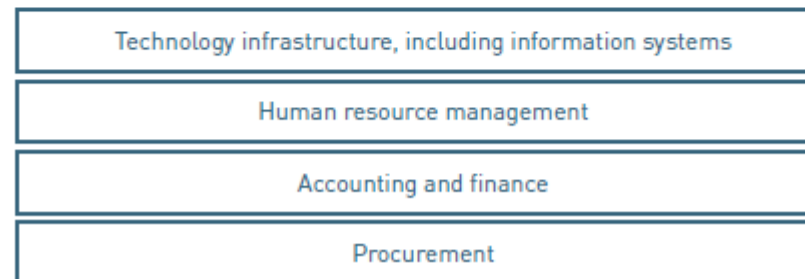 Technology infrastructure, including information systems
Human resource management
Accounting and finance
Procurement